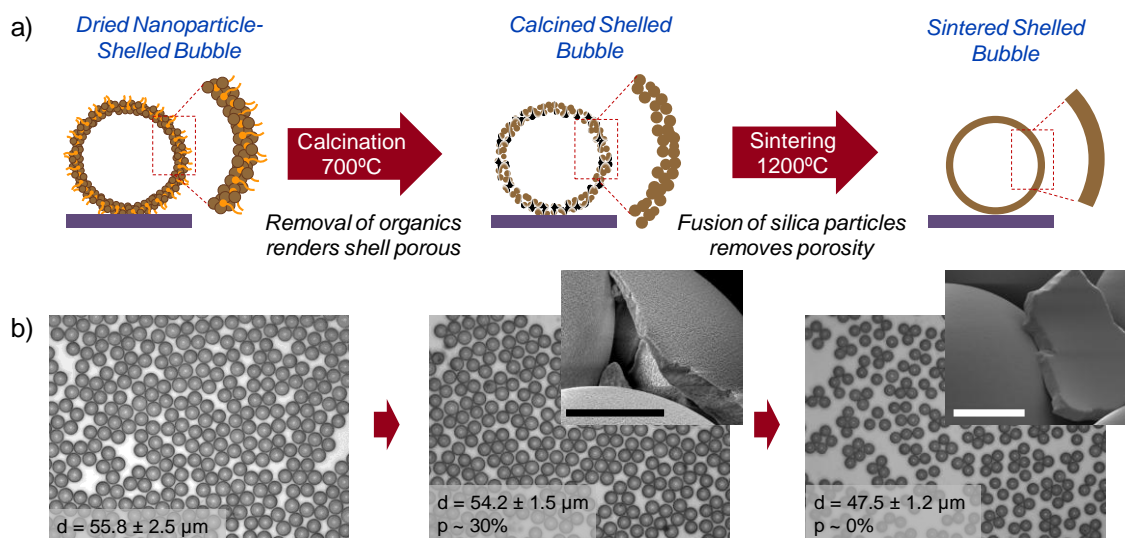 a)
Dried Nanoparticle-
Shelled Bubble
Calcined Shelled
Bubble
Sintered Shelled
Bubble
Calcination
700ºC
Sintering
1200ºC
Removal of organics
renders shell porous
Fusion of silica particles
removes porosity
b)
d = 55.8 ± 2.5 µm
d = 54.2 ± 1.5 µm
p ~ 30%
d = 47.5 ± 1.2 µm
p ~ 0%